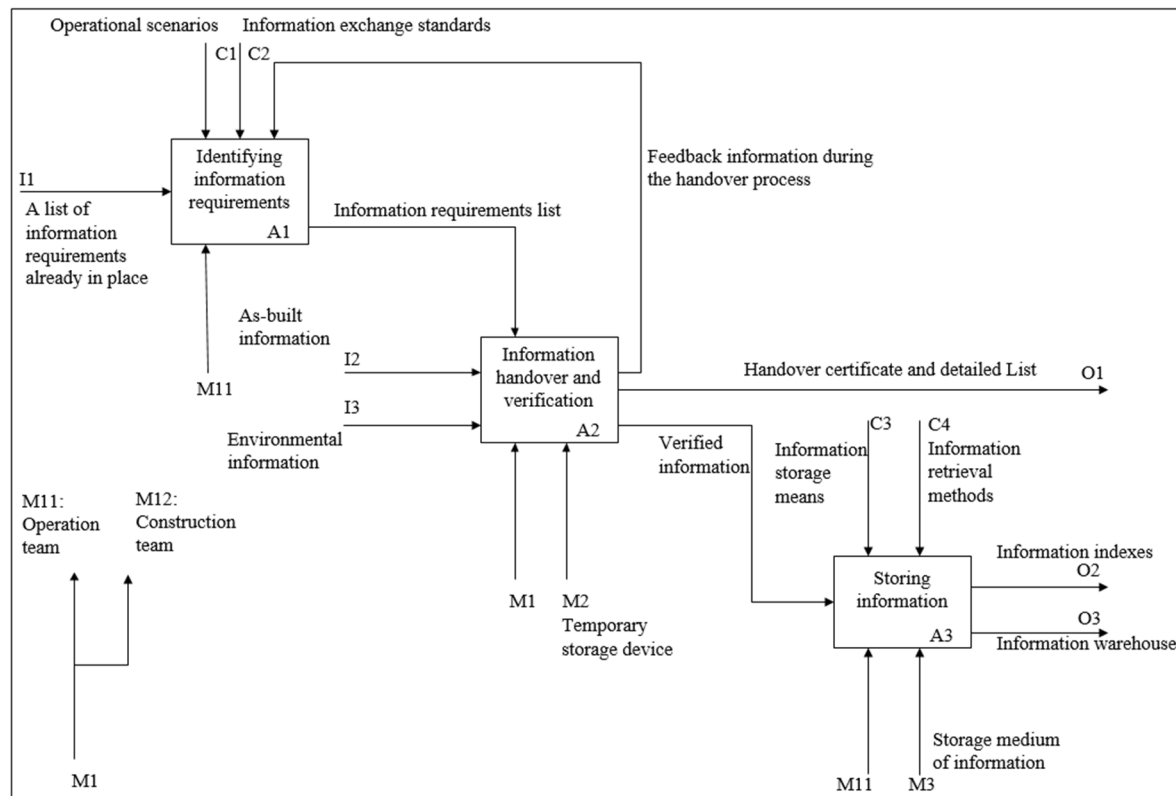 Operational scenarios
Information exchange standards
C1
C2
Identifying
information
requirements
A1
I1
A list of
information
requirements
already in place
Feedback information during
the handover process
Information requirements list
M11
As-built
information
I2
I3
Environmental
information
Information
handover and
verification
A2
Handover certificate and detailed List
O1
Verified
information
C3
Information
storage
means
C4
Information
retrieval
methods
M11:
Operation
team
M12:
Construction
team
M1
M1
M2
Temporary
storage device
Storing
information
A3
Information indexes
O2
O3
Information warehouse
M11
M3
Storage medium
of information